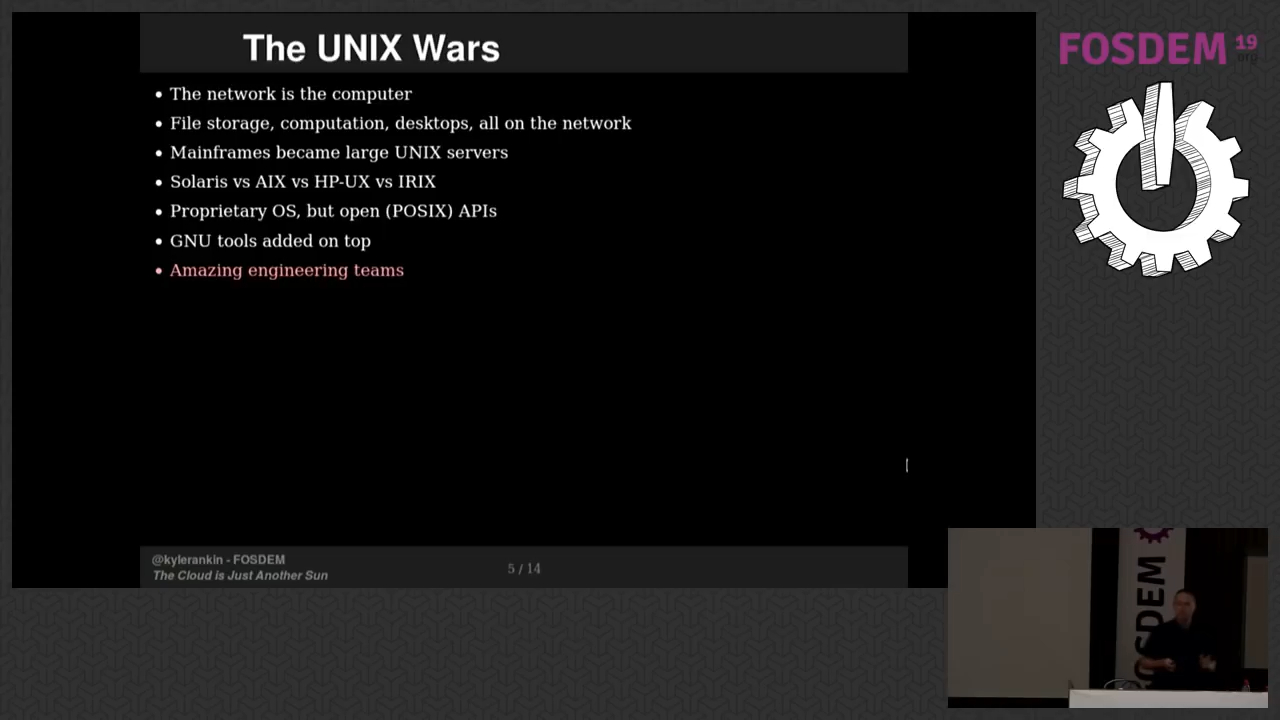 The UNIX Wars
• The network is the computer
• File storage, computation, desktops, all on the network
• Mainframes became large UNIX servers
• Solaris vs AIX vs HP-UX vs IRIX
• Proprietary OS, but open (POSIX) APIs
• GNU tools added on top
• Amazing engineering teams
@kylerankin - FOSDEM
The Cloud is Just Another Sun
5 / 14
FOSDEM 19
.org
FOSDEM